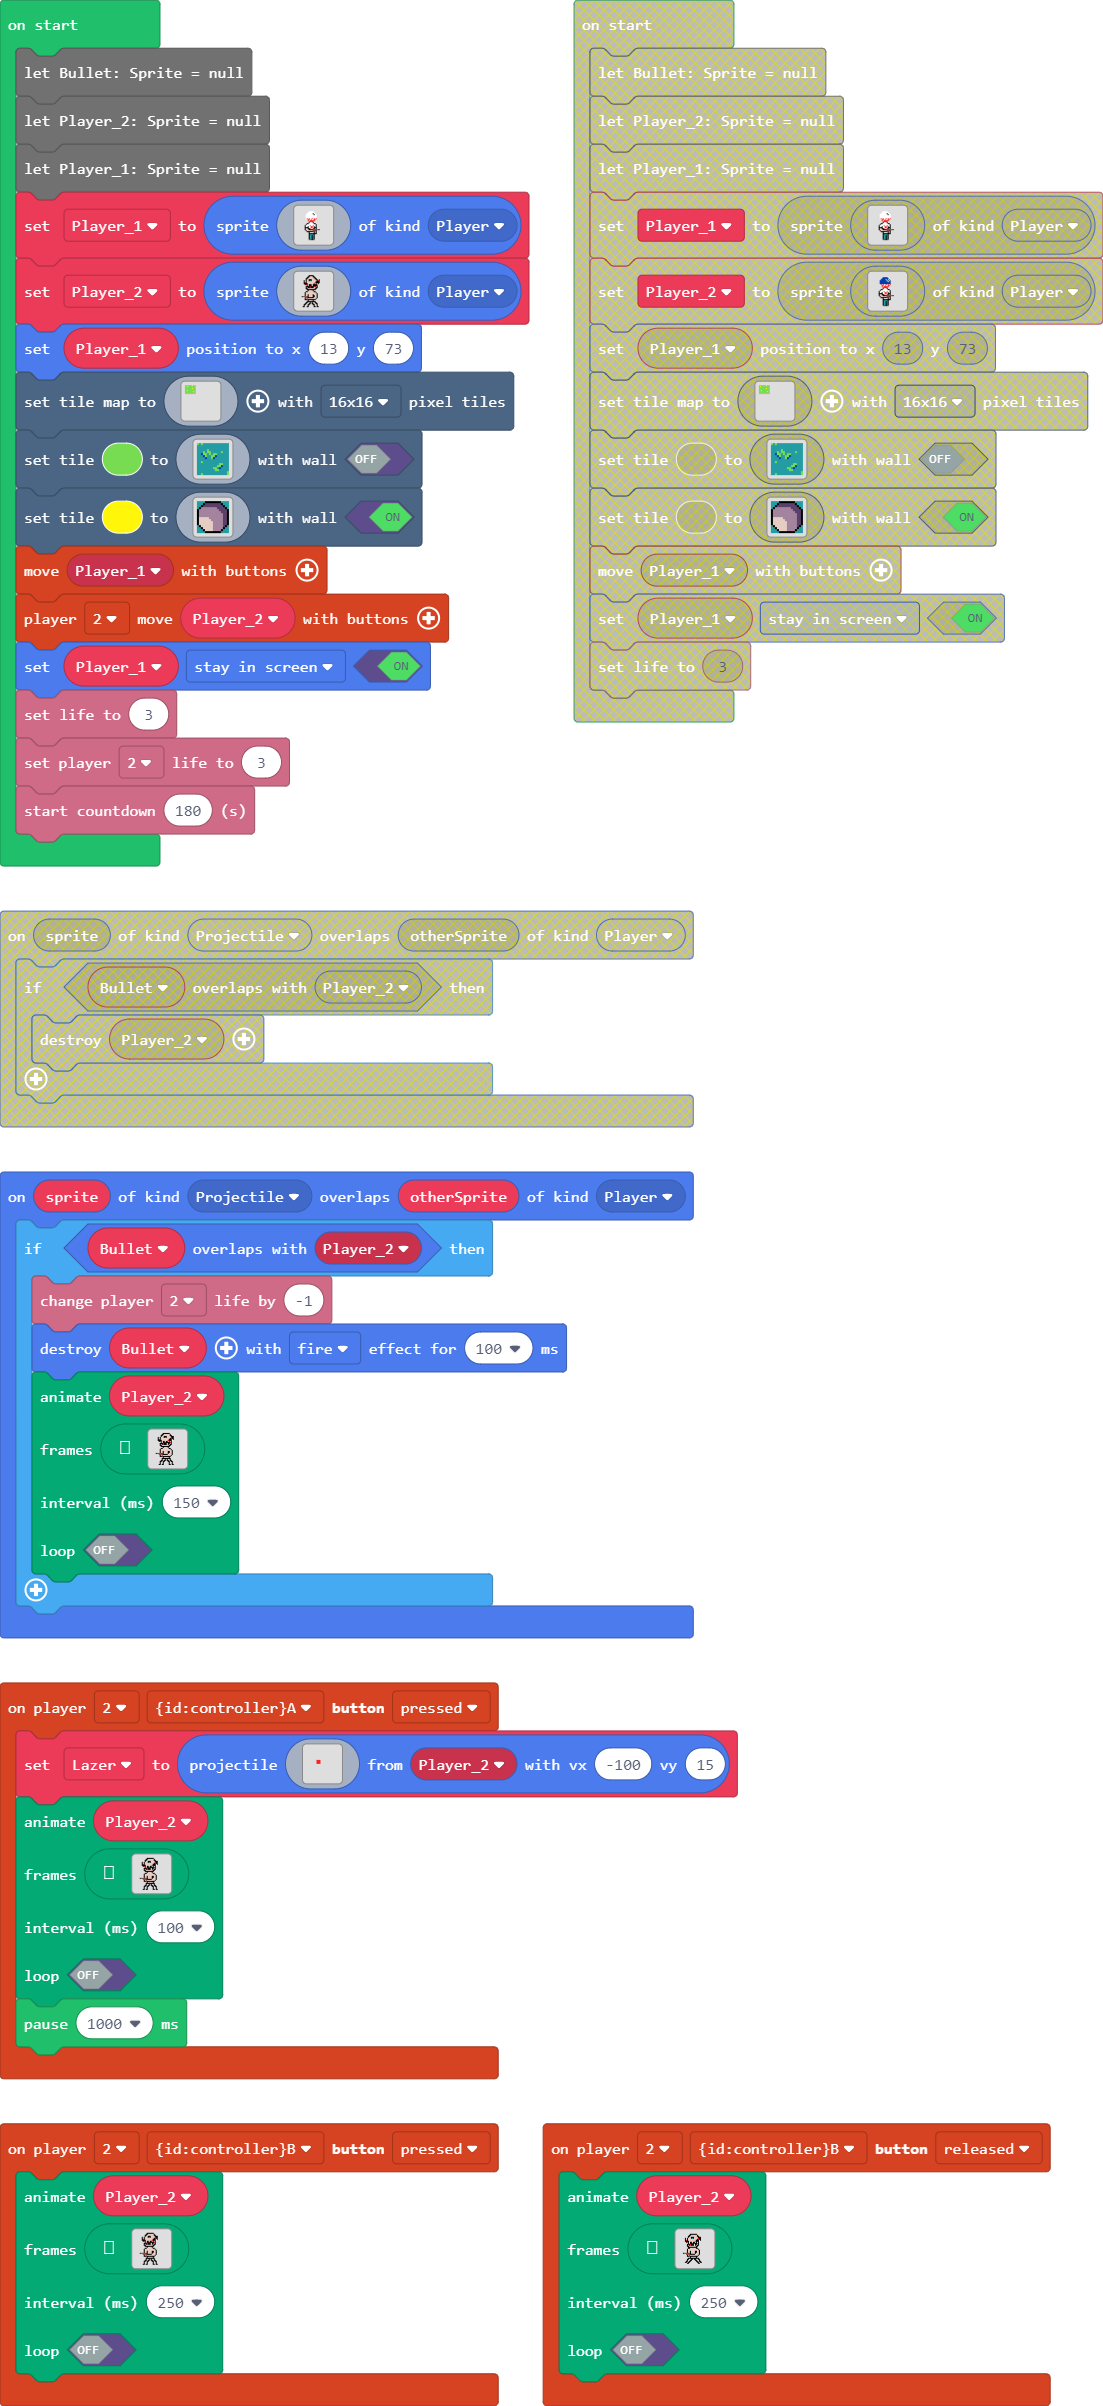 on start
let Bullet: Sprite = null
let Player_2: Sprite = null
let Player_1: Sprite = null
set Player_1 to sprite of kind Player
set Player_2 to sprite of kind Player
set Player_1 position to x 13 y 73
set tile map to with 16x16 pixel tiles
set tile to with wall OFF
set tile to with wall ON
move Player_1 with buttons
player 2 move Player_2 with buttons
set Player_1 stay in screen ON
set life to 3
set player 2 life to 3
start countdown 180 (s)
on start
let Bullet: Sprite = null
let Player_2: Sprite = null
let Player_1: Sprite = null
set Player_1 to sprite of kind Player
set Player_2 to sprite of kind Player
set Player_1 position to x 13 y 73
set tile map to with 16x16 pixel tiles
set tile to with wall OFF
set tile to with wall ON
move Player_1 with buttons
set Player_1 stay in screen ON
set life to 3
on sprite of kind Projectile overlaps otherSprite of kind Player
if Bullet overlaps with Player_2 then
destroy Player_2
on sprite of kind Projectile overlaps otherSprite of kind Player
if Bullet overlaps with Player_2 then
change player 2 life by -1
destroy Bullet with fire effect for 100 ms
animate Player_2
frames
interval (ms) 150
loop OFF
on player 2 {id:controller}A button pressed
set Lazer to projectile from Player_2 with vx -100 vy 15
animate Player_2
frames
interval (ms) 100
loop OFF
pause 1000 ms
on player 2 {id:controller}B button pressed
animate Player_2
frames
interval (ms) 250
loop OFF
on player 2 {id:controller}B button released
animate Player_2
frames
interval (ms) 250
loop OFF